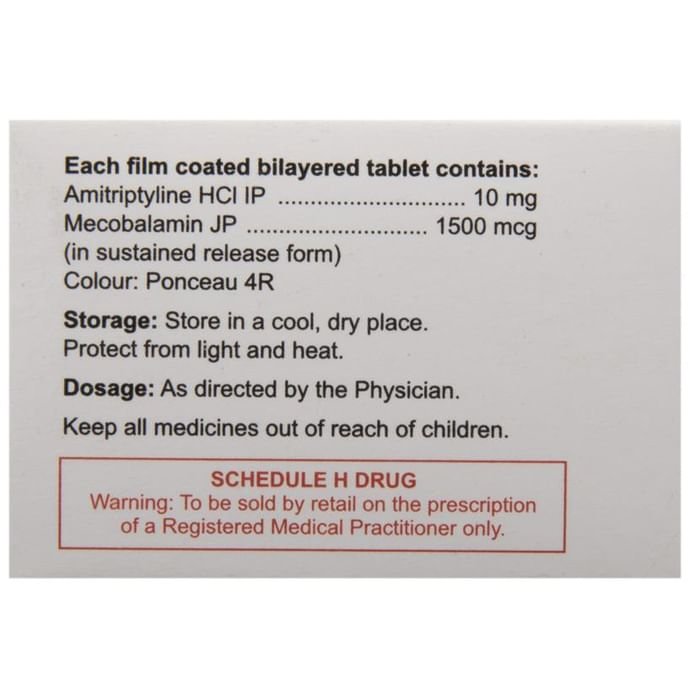 Each film coated bilayered tablet contains:
Amitriptyline HCl IP ............................ 10 mg
Mecobalamin JP ........................... 1500 mcg
(in sustained release form)
Colour: Ponceau 4R
Storage: Store in a cool, dry place.
Protect from light and heat.
Dosage: As directed by the Physician.
Keep all medicines out of reach of children.
SCHEDULE H DRUG
Warning: To be sold by retail on the prescription
of a Registered Medical Practitioner only.